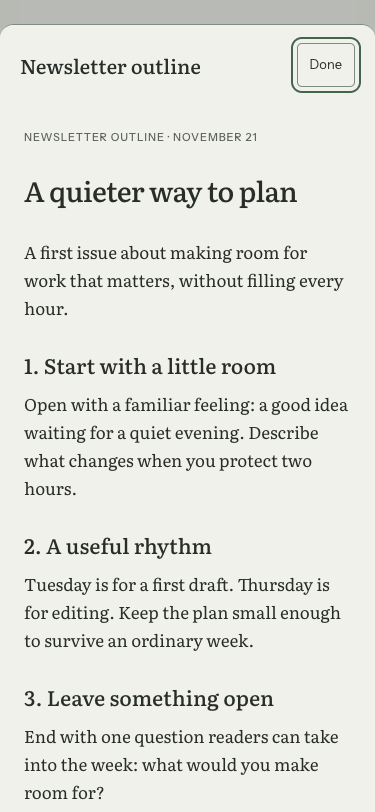 Newsletter outline
Done
NEWSLETTER OUTLINE · NOVEMBER 21
A quieter way to plan
A first issue about making room for
work that matters, without filling every
hour.
1. Start with a little room
Open with a familiar feeling: a good idea
waiting for a quiet evening. Describe
what changes when you protect two
hours.
2. A useful rhythm
Tuesday is for a first draft. Thursday is
for editing. Keep the plan small enough
to survive an ordinary week.
3. Leave something open
End with one question readers can take
into the week: what would you make
room for?